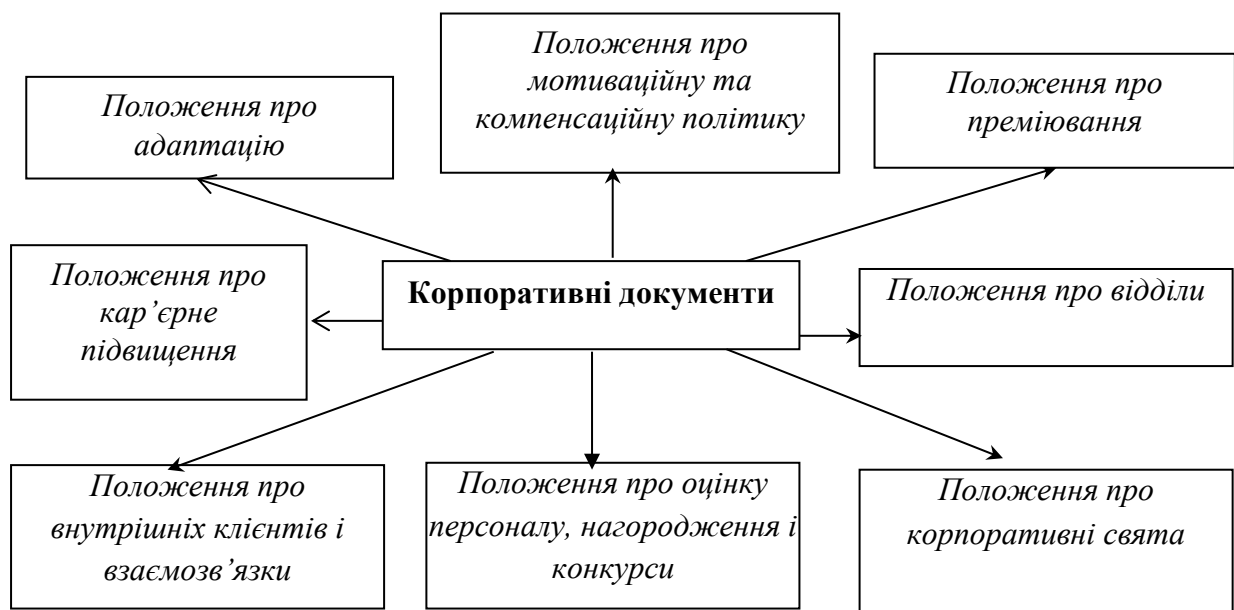 Положення про
адаптацію
Положення про
мотиваційну та
компенсаційну політику
Положення про
преміювання
Положення про
кар’єрне
підвищення
Корпоративні документи
Положення про відділи
Положення про
внутрішніх клієнтів і
взаємозв’язки
Положення про оцінку
персоналу, нагородження і
конкурси
Положення про
корпоративні свята